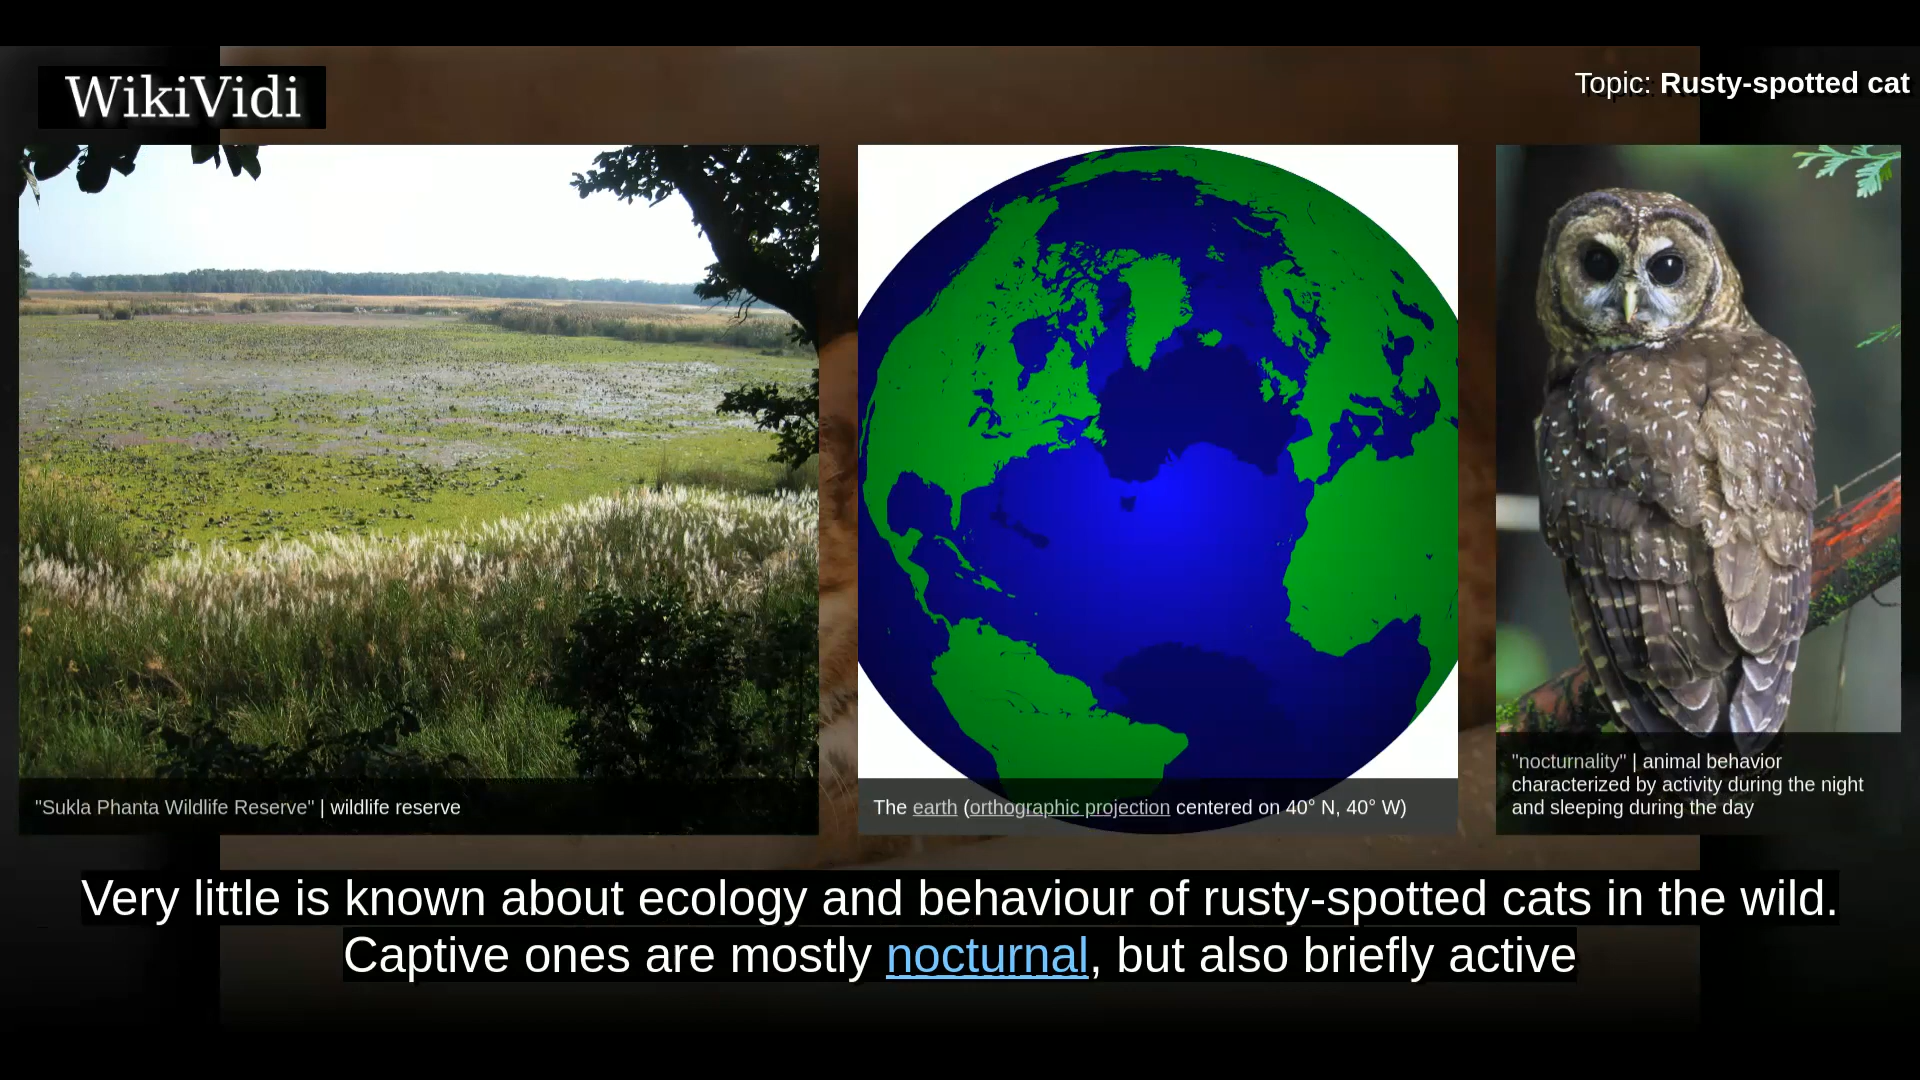 WikiVidi
Topic: Rusty-spotted cat
"Sukla Phanta Wildlife Reserve" | wildlife reserve
The earth (orthographic projection centered on 40° N, 40° W)
"nocturnality" | animal behavior
characterized by activity during the night
and sleeping during the day
Very little is known about ecology and behaviour of rusty-spotted cats in the wild.
Captive ones are mostly nocturnal, but also briefly active